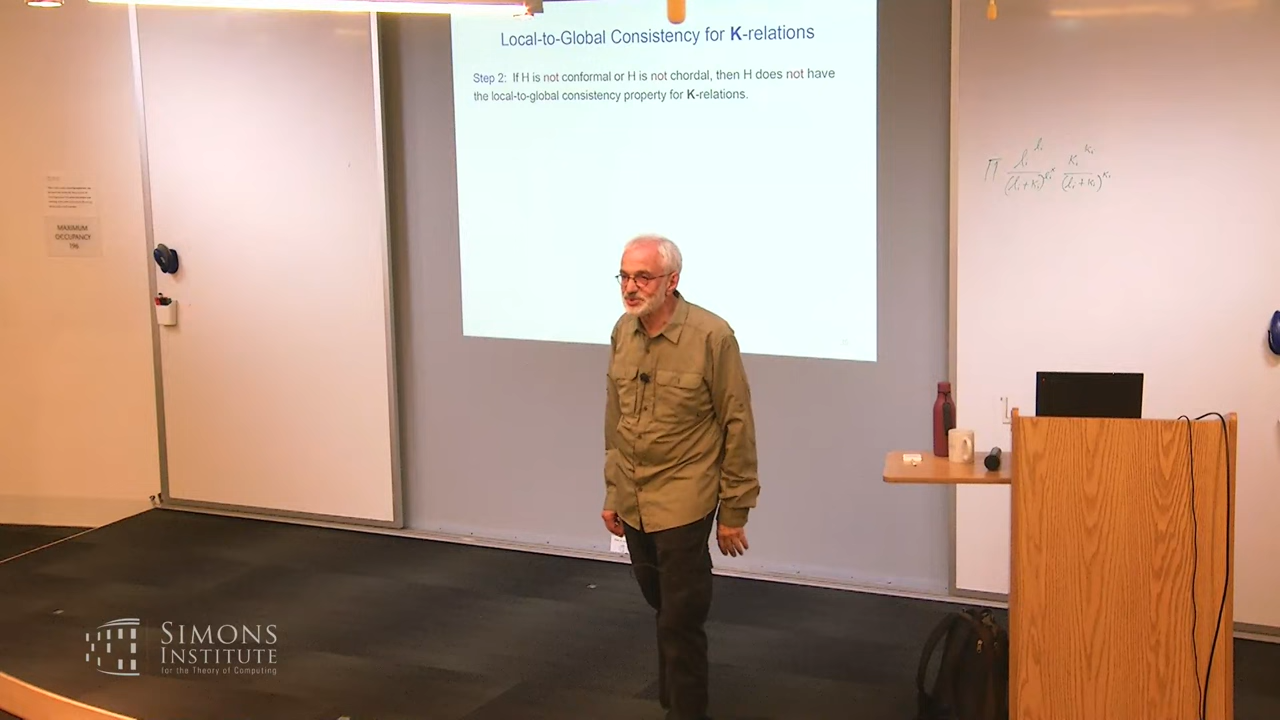 Local-to-Global Consistency for K-relations
Step 2: If H is not conformal or H is not chordal, then H does not have
the local-to-global consistency property for K-relations.
MAXIMUM
OCCUPANCY
196
SIMONS
INSTITUTE
for the Theory of Computing